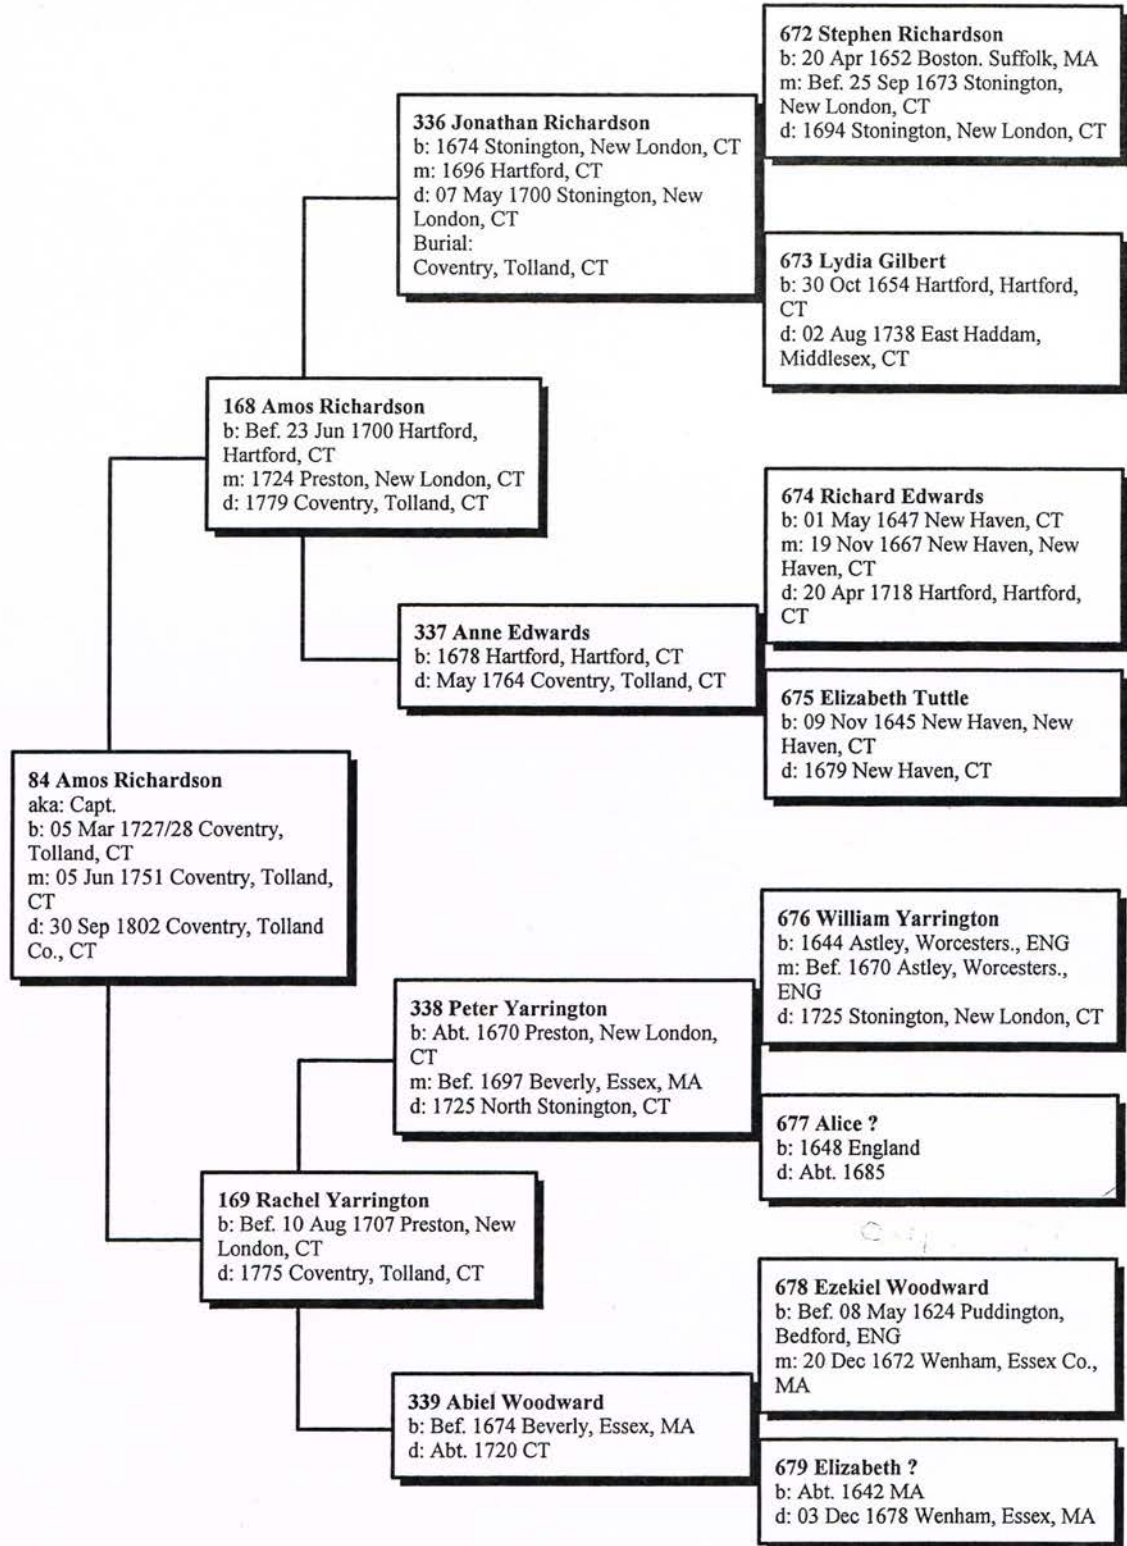 672 Stephen Richardson
b: 20 Apr 1652 Boston. Suffolk, MA
m: Bef. 25 Sep 1673 Stonington,
New London, CT
d: 1694 Stonington, New London, CT
336 Jonathan Richardson
b: 1674 Stonington, New London, CT
m: 1696 Hartford, CT
d: 07 May 1700 Stonington, New
London, CT
Burial:
Coventry, Tolland, CT
673 Lydia Gilbert
b: 30 Oct 1654 Hartford, Hartford,
CT
d: 02 Aug 1738 East Haddam,
Middlesex, CT
168 Amos Richardson
b: Bef. 23 Jun 1700 Hartford,
Hartford, CT
m: 1724 Preston, New London, CT
d: 1779 Coventry, Tolland, CT
674 Richard Edwards
b: 01 May 1647 New Haven, CT
m: 19 Nov 1667 New Haven, New
Haven, CT
d: 20 Apr 1718 Hartford, Hartford,
CT
337 Anne Edwards
b: 1678 Hartford, Hartford, CT
d: May 1764 Coventry, Tolland, CT
675 Elizabeth Tuttle
b: 09 Nov 1645 New Haven, New
Haven, CT
d: 1679 New Haven, CT
84 Amos Richardson
aka: Capt.
b: 05 Mar 1727/28 Coventry,
Tolland, CT
m: 05 Jun 1751 Coventry, Tolland,
CT
d: 30 Sep 1802 Coventry, Tolland
Co., CT
676 William Yarrington
b: 1644 Astley, Worcesters., ENG
m: Bef. 1670 Astley, Worcesters.,
ENG
d: 1725 Stonington, New London, CT
338 Peter Yarrington
b: Abt. 1670 Preston, New London,
CT
m: Bef. 1697 Beverly, Essex, MA
d: 1725 North Stonington, CT
677 Alice ?
b: 1648 England
d: Abt. 1685
169 Rachel Yarrington
b: Bef. 10 Aug 1707 Preston, New
London, CT
d: 1775 Coventry, Tolland, CT
678 Ezekiel Woodward
b: Bef. 08 May 1624 Puddington,
Bedford, ENG
m: 20 Dec 1672 Wenham, Essex Co.,
MA
339 Abiel Woodward
b: Bef. 1674 Beverly, Essex, MA
d: Abt. 1720 CT
679 Elizabeth ?
b: Abt. 1642 MA
d: 03 Dec 1678 Wenham, Essex, MA